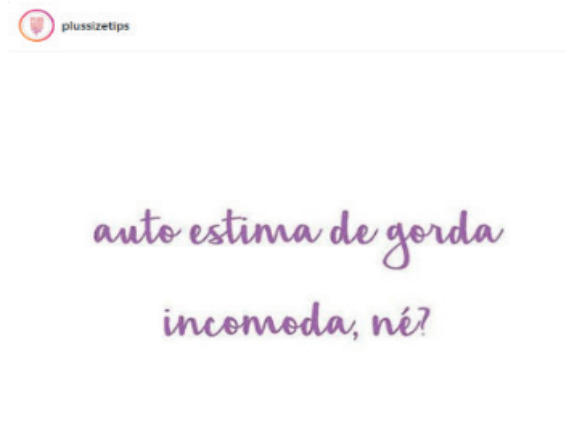 plussizetips
auto estima de gorda
incomoda, né?